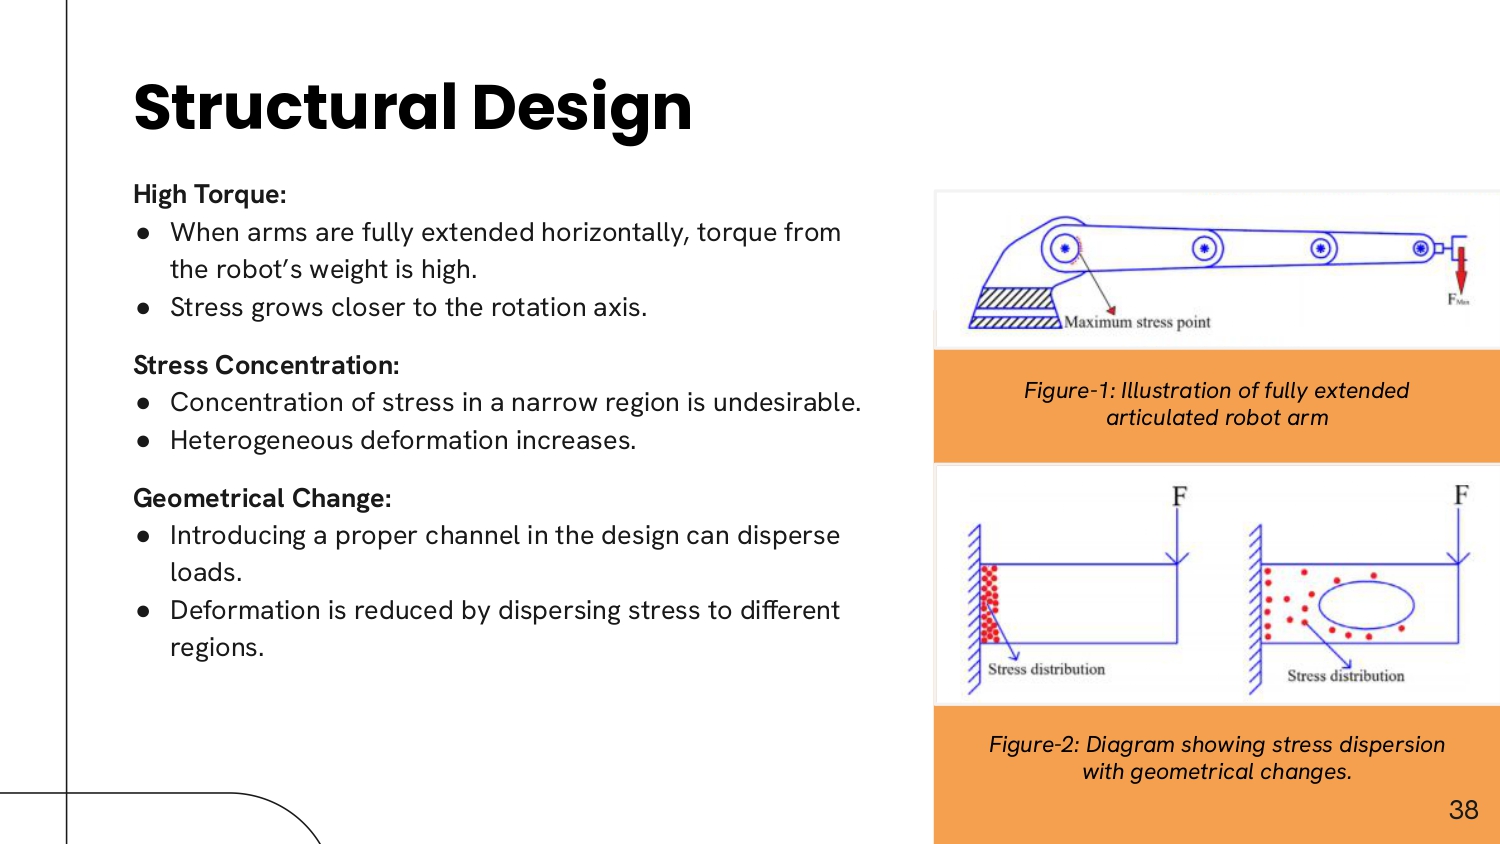 Structural Design
High Torque:
● When arms are fully extended horizontally, torque from
the robot’s weight is high.
● Stress grows closer to the rotation axis.
Stress Concentration:
● Concentration of stress in a narrow region is undesirable.
● Heterogeneous deformation increases.
Geometrical Change:
● Introducing a proper channel in the design can disperse
loads.
● Deformation is reduced by dispersing stress to different
regions.
Maximum stress point
FMax
Figure-1: Illustration of fully extended
articulated robot arm
F
F
Stress distribution
Stress distribution
Figure-2: Diagram showing stress dispersion
with geometrical changes.
38